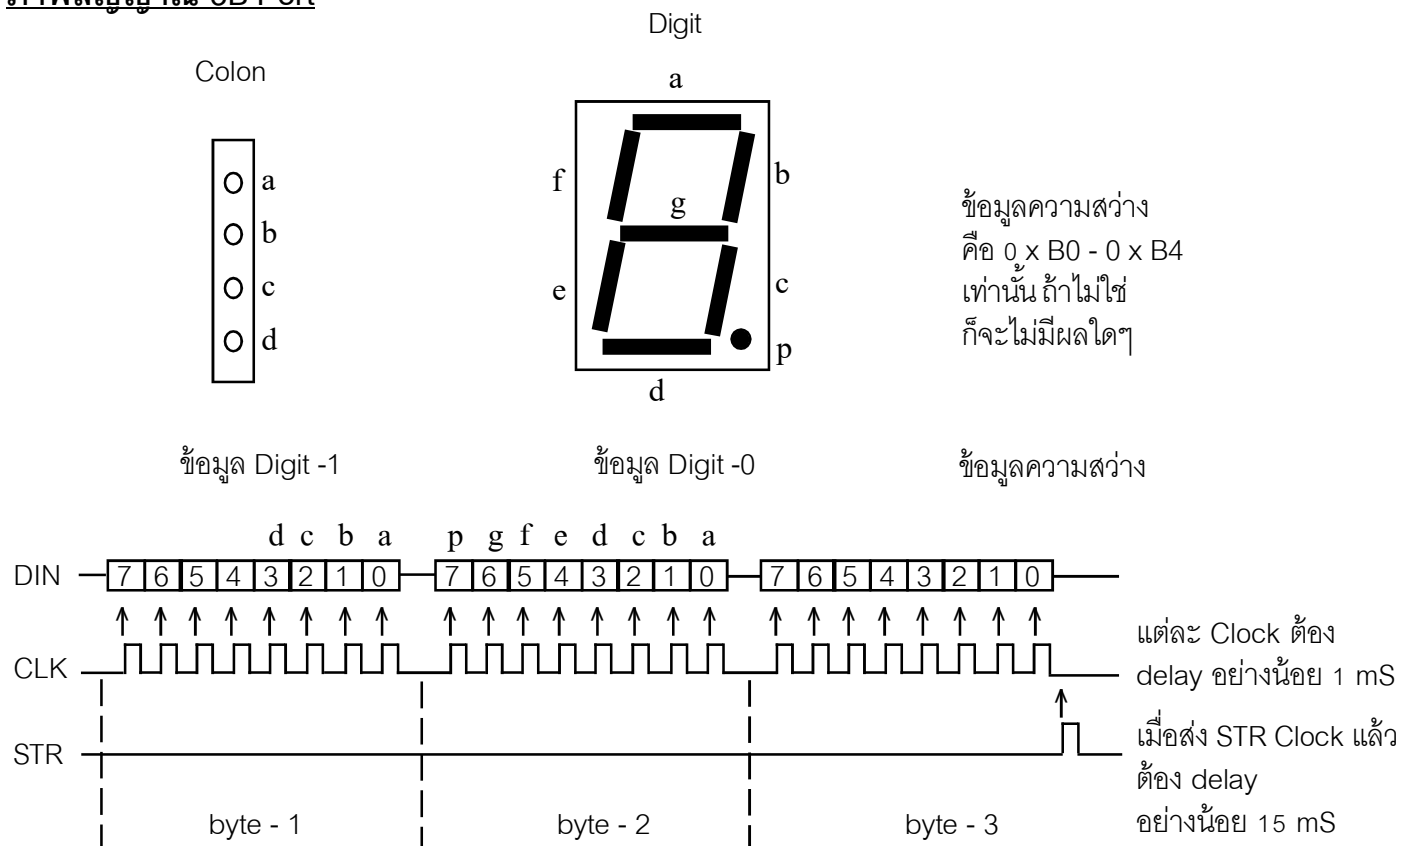 Digit
Colon
a
a
b
c
d
f
b
g
e
c
p
d
ข้อมูลความสว่าง
คือ 0 x B0 - 0 x B4
เท่านั้น ถ้าไม่ใช่
ก็จะไม่มีผลใดๆ
ข้อมูล Digit -1
ข้อมูล Digit -0
ข้อมูลความสว่าง
d c b a
p g f e d c b a
DIN 7 6 5 4 3 2 1 0 7 6 5 4 3 2 1 0 7 6 5 4 3 2 1 0
CLK
แต่ละ Clock ต้อง
delay อย่างน้อย 1 mS
STR
เมื่อส่ง STR Clock แล้ว
ต้อง delay
อย่างน้อย 15 mS
byte - 1
byte - 2
byte - 3